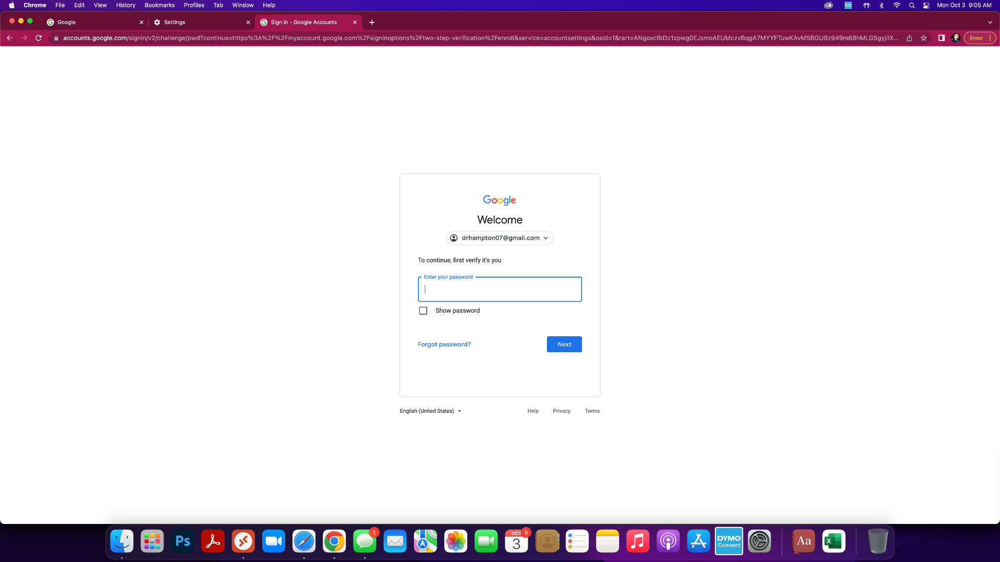 Chrome File Edit View History Bookmarks Profiles Tab Window Help
Mon Oct 3 9:05 AM
Google
Settings
Sign in - Google Accounts
accounts.google.com/signin/v2/challenge/pwd?continue=https%3A%2F%2Fmyaccount.google.com%2Fsigninoptions%2Ftwo-step-verification%2Fenroll&service=accountsettings&osid=1&rart=ANgoxcfbDz1zpwg0EJsmoAEUMczvBqgA7MYYFTuwKAvMSBGU9z949m68hMLG5gyjilX...
Error
Google
Welcome
drhampton07@gmail.com
To continue, first verify it's you
Enter your password
Show password
Forgot password?
Next
English (United States)
Help Privacy Terms
Ps
1
OCT
5
3
DYMO
Connect
Aa
X